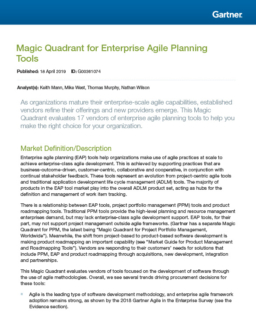 Gartner.
Magic Quadrant for Enterprise Agile Planning
Tools
Published: 18 April 2019 ID:
Analyst(s): Keith Mann, Mike West, Thomas Murphy, Nathan Wilson
As organizations mature their enterprise-scale agile capabilities, established
vendors refine their offerings and new providers emerge. This Magic
Quadrant evaluates 17 vendors of enterprise agile planning tools to help you
make the right choice for your organization.
Market Definition/Description
Enterprise agile planning (EAP) tools help organizations make use of agile practices at scale to
achieve enterprise-class agile development. This is achieved by supporting practices that are
business-outcome-driven, customer-centric, collaborative and cooperative, in conjunction with
continual stakeholder feedback. These tools represent an evolution from project-centric agile tools
and traditional application development life cycle management (ADLM) tools. The majority of
products in the EAP tool market play into the overall ADLM product set, acting as hubs for the
definition and management of work item tracking.
There is a relationship between EAP tools, project portfolio management (PPM) tools and product
roadmapping tools. Traditional PPM tools provide the high-level planning and resource management
enterprises demand, but may lack enterprise-class agile development support. EAP tools, for their
part, may not support project management outside agile frameworks. (Gartner has a separate Magic
Quadrant for PPM, the latest being "Magic Quadrant for Project Portfolio Management,
Worldwide"). Meanwhile, the shift from project-based to product-based software development is
making product roadmapping an important capability (see "Market Guide for Product Management
and Roadmapping Tools"). Vendors are responding to their customers' needs for solutions that
include PPM, EAP and product roadmapping through acquisitions, new development, integration
and partnerships.
This Magic Quadrant evaluates vendors of tools focused on the development of software through
the use of agile methodologies. Overall, we see several trends driving procurement decisions for
these tools:
Agile is the leading type of software development methodology, and enterprise agile framework
adoption remains strong, as shown by the 2018 Gartner Agile in the Enterprise Survey (see the
Evidence section).